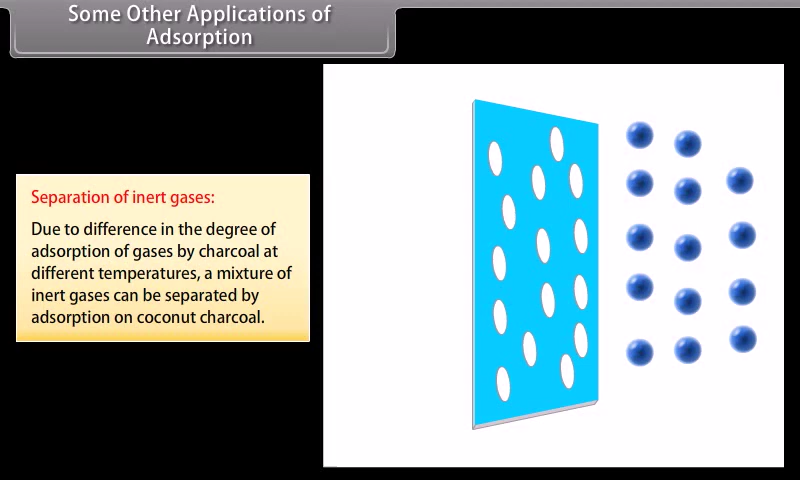 Some Other Applications of
Adsorption
Separation of inert gases:
Due to difference in the degree of
adsorption of gases by charcoal at
different temperatures, a mixture of
inert gases can be separated by
adsorption on coconut charcoal.